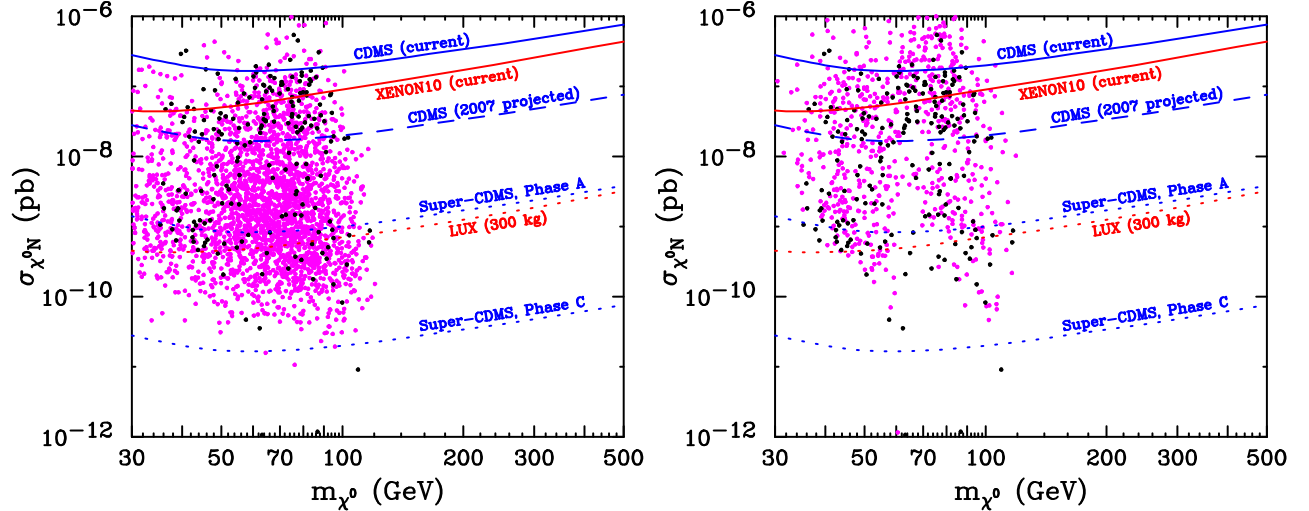 10⁻⁶
10⁻⁸
10⁻¹⁰
10⁻¹²
σχ⁰N (pb)
CDMS (current)
XENON10 (current)
CDMS (2007 projected)
Super-CDMS, Phase A
LUX (300 kg)
Super-CDMS, Phase C
30 50 70 100 200 300 500
mχ⁰ (GeV)
10⁻⁶
10⁻⁸
10⁻¹⁰
10⁻¹²
σχ⁰N (pb)
CDMS (current)
XENON10 (current)
CDMS (2007 projected)
Super-CDMS, Phase A
LUX (300 kg)
Super-CDMS, Phase C
30 50 70 100 200 300 500
mχ⁰ (GeV)